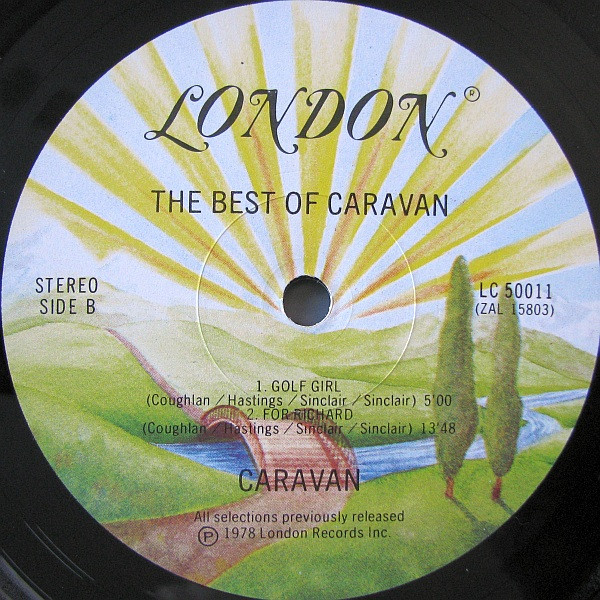 LONDON®
THE BEST OF CARAVAN
STEREO
SIDE B
LC 50011
(ZAL 15803)
1. GOLF GIRL
(Coughlan / Hastings / Sinclair / Sinclair) 5'00
2. FOR RICHARD
(Coughlan / Hastings / Sinclair / Sinclair) 13'48
CARAVAN
All selections previously released
Ⓟ 1978 London Records Inc.